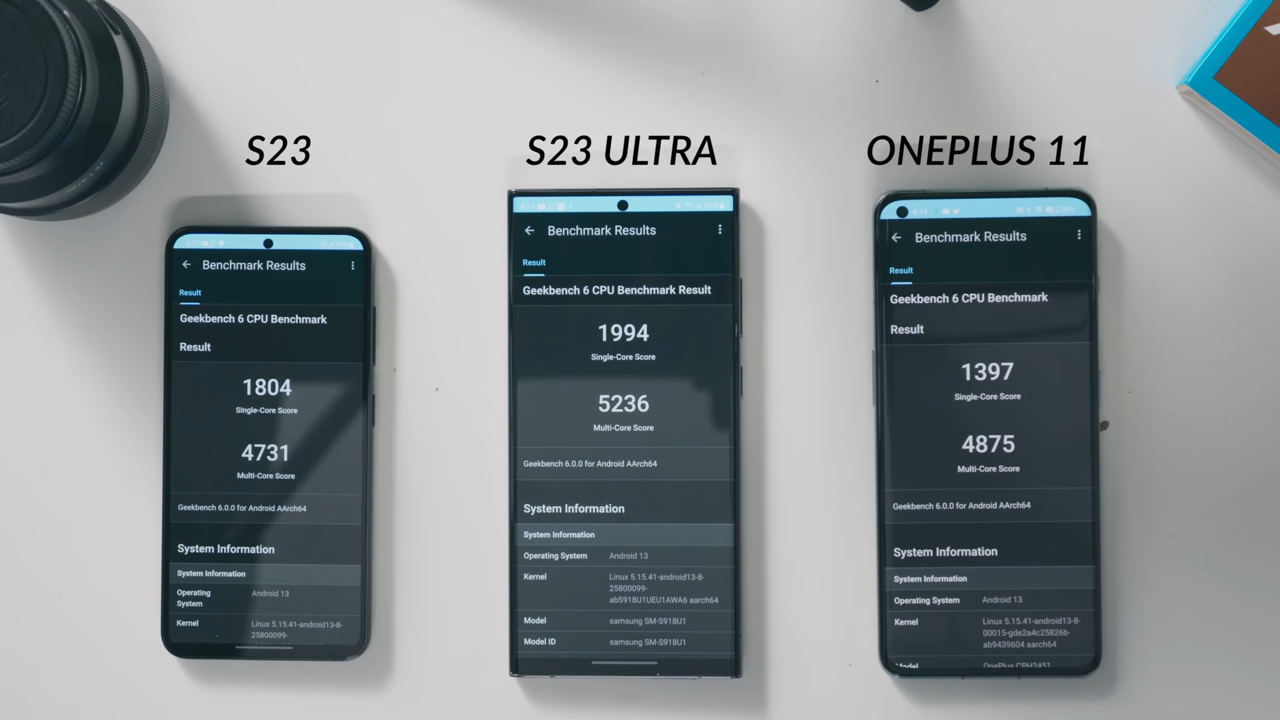 S23
Benchmark Results
Result
Geekbench 6 CPU Benchmark
Result
1804
Single-Core Score
4731
Multi-Core Score
Geekbench 6.0.0 for Android AArch64
System Information
System Information
Operating System Android 13
Kernel Linux 5.15.41-android13-8-
25800099-
S23 ULTRA
Benchmark Results
Result
Geekbench 6 CPU Benchmark Result
1994
Single-Core Score
5236
Multi-Core Score
Geekbench 6.0.0 for Android AArch64
System Information
System Information
Operating System Android 13
Kernel Linux 5.15.41-android13-8-
25800099-
abS918U1UEU1AWA6 aarch64
Model samsung SM-S918U1
Model ID samsung SM-S918U1
ONEPLUS 11
Benchmark Results
Result
Geekbench 6 CPU Benchmark
Result
1397
Single-Core Score
4875
Multi-Core Score
Geekbench 6.0.0 for Android AArch64
System Information
System Information
Operating System Android 13
Kernel Linux 5.15.41-android13-8-
00015-gde2a4c25826b-
ab9439604 aarch64
Model OnePlus CPH2451